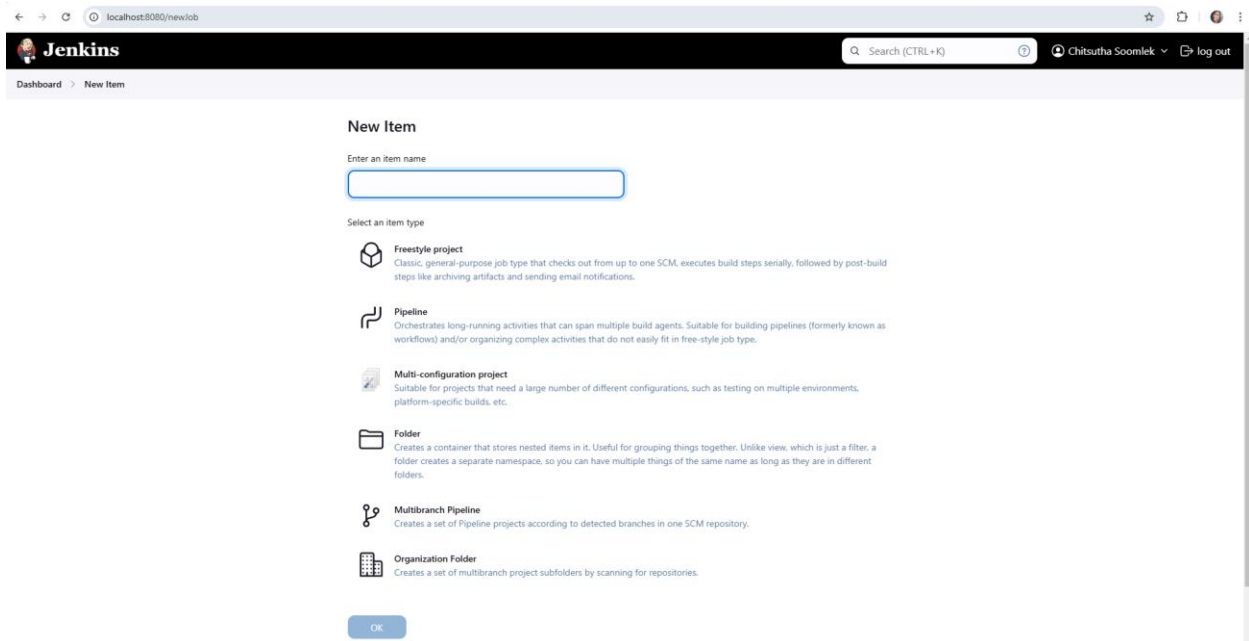 localhost:8080/newJob
Jenkins
Search (CTRL+K)
Chitsutha Soomlek
log out
Dashboard > New Item
New Item
Enter an item name
Select an item type
Freestyle project
Classic, general-purpose job type that checks out from up to one SCM, executes build steps serially, followed by post-build
steps like archiving artifacts and sending email notifications.
Pipeline
Orchestrates long-running activities that can span multiple build agents. Suitable for building pipelines (formerly known as
workflows) and/or organizing complex activities that do not easily fit in free-style job type.
Multi-configuration project
Suitable for projects that need a large number of different configurations, such as testing on multiple environments,
platform-specific builds, etc.
Folder
Creates a container that stores nested items in it. Useful for grouping things together. Unlike view, which is just a filter, a
folder creates a separate namespace, so you can have multiple things of the same name as long as they are in different
folders.
Multibranch Pipeline
Creates a set of Pipeline projects according to detected branches in one SCM repository.
Organization Folder
Creates a set of multibranch project subfolders by scanning for repositories.
OK